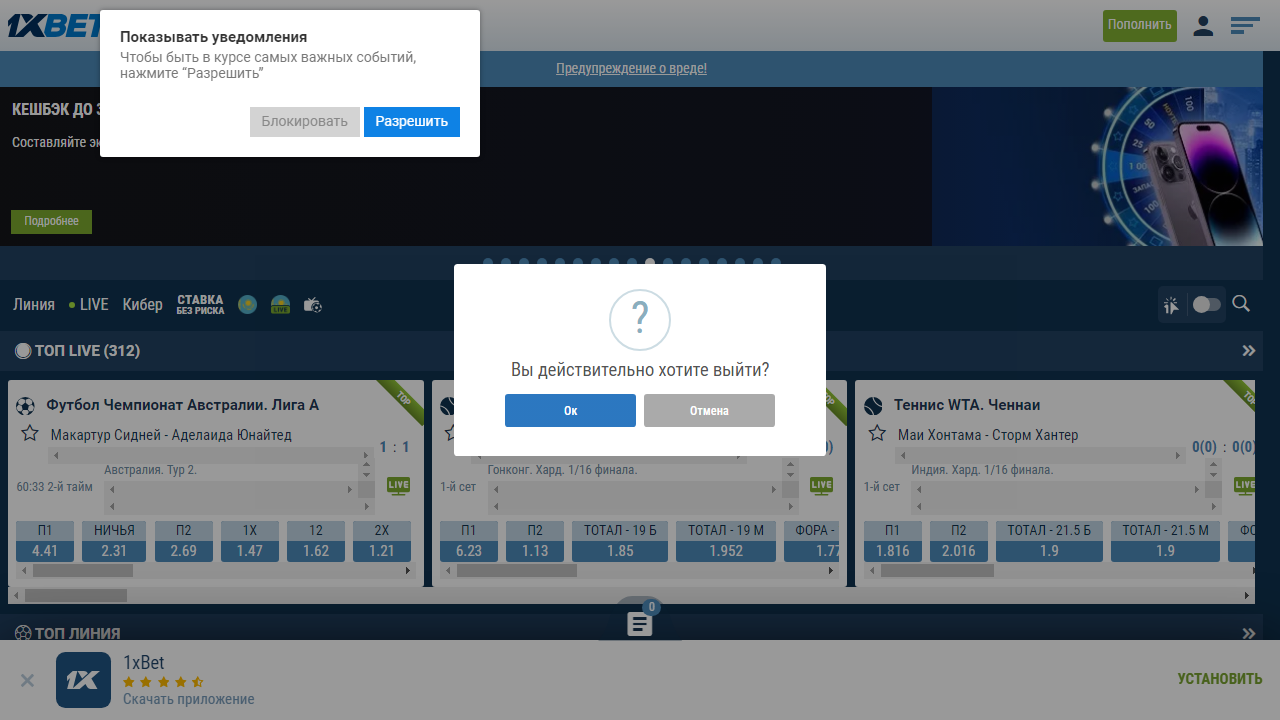 1XBET
Показывать уведомления
Чтобы быть в курсе самых важных событий,
нажмите “Разрешить”
Блокировать
Разрешить
Пополнить
Предупреждение о вреде!
КЕШБЭК ДО
Составляйте
Подробнее
100
50
25
100
Линия
LIVE
Кибер
СТАВКА
БЕЗ РИСКА
LIVE
?
Вы действительно хотите выйти?
Ок
Отмена
ТОП LIVE (312)
TOP
Футбол Чемпионат Австралии. Лига А
Макартур Сидней - Аделаида Юнайтед
1 : 1
Австралия. Тур 2.
60:33 2-й тайм
LIVE
П1 НИЧЬЯ П2 1X 12 2X
4.41 2.31 2.69 1.47 1.62 1.21
Гонконг. Хард. 1/16 финала.
1-й сет
LIVE
П1 П2 ТОТАЛ - 19 Б ТОТАЛ - 19 М ФОРА -
6.23 1.13 1.85 1.952 1.77
TOP
Теннис WTA. Ченнаи
Маи Хонтама - Сторм Хантер
0(0) : 0(0)
Индия. Хард. 1/16 финала.
1-й сет
LIVE
П1 П2 ТОТАЛ - 21.5 Б ТОТАЛ - 21.5 М
1.816 2.016 1.9 1.9
0
ТОП ЛИНИЯ
1X
1xBet
Скачать приложение
УСТАНОВИТЬ